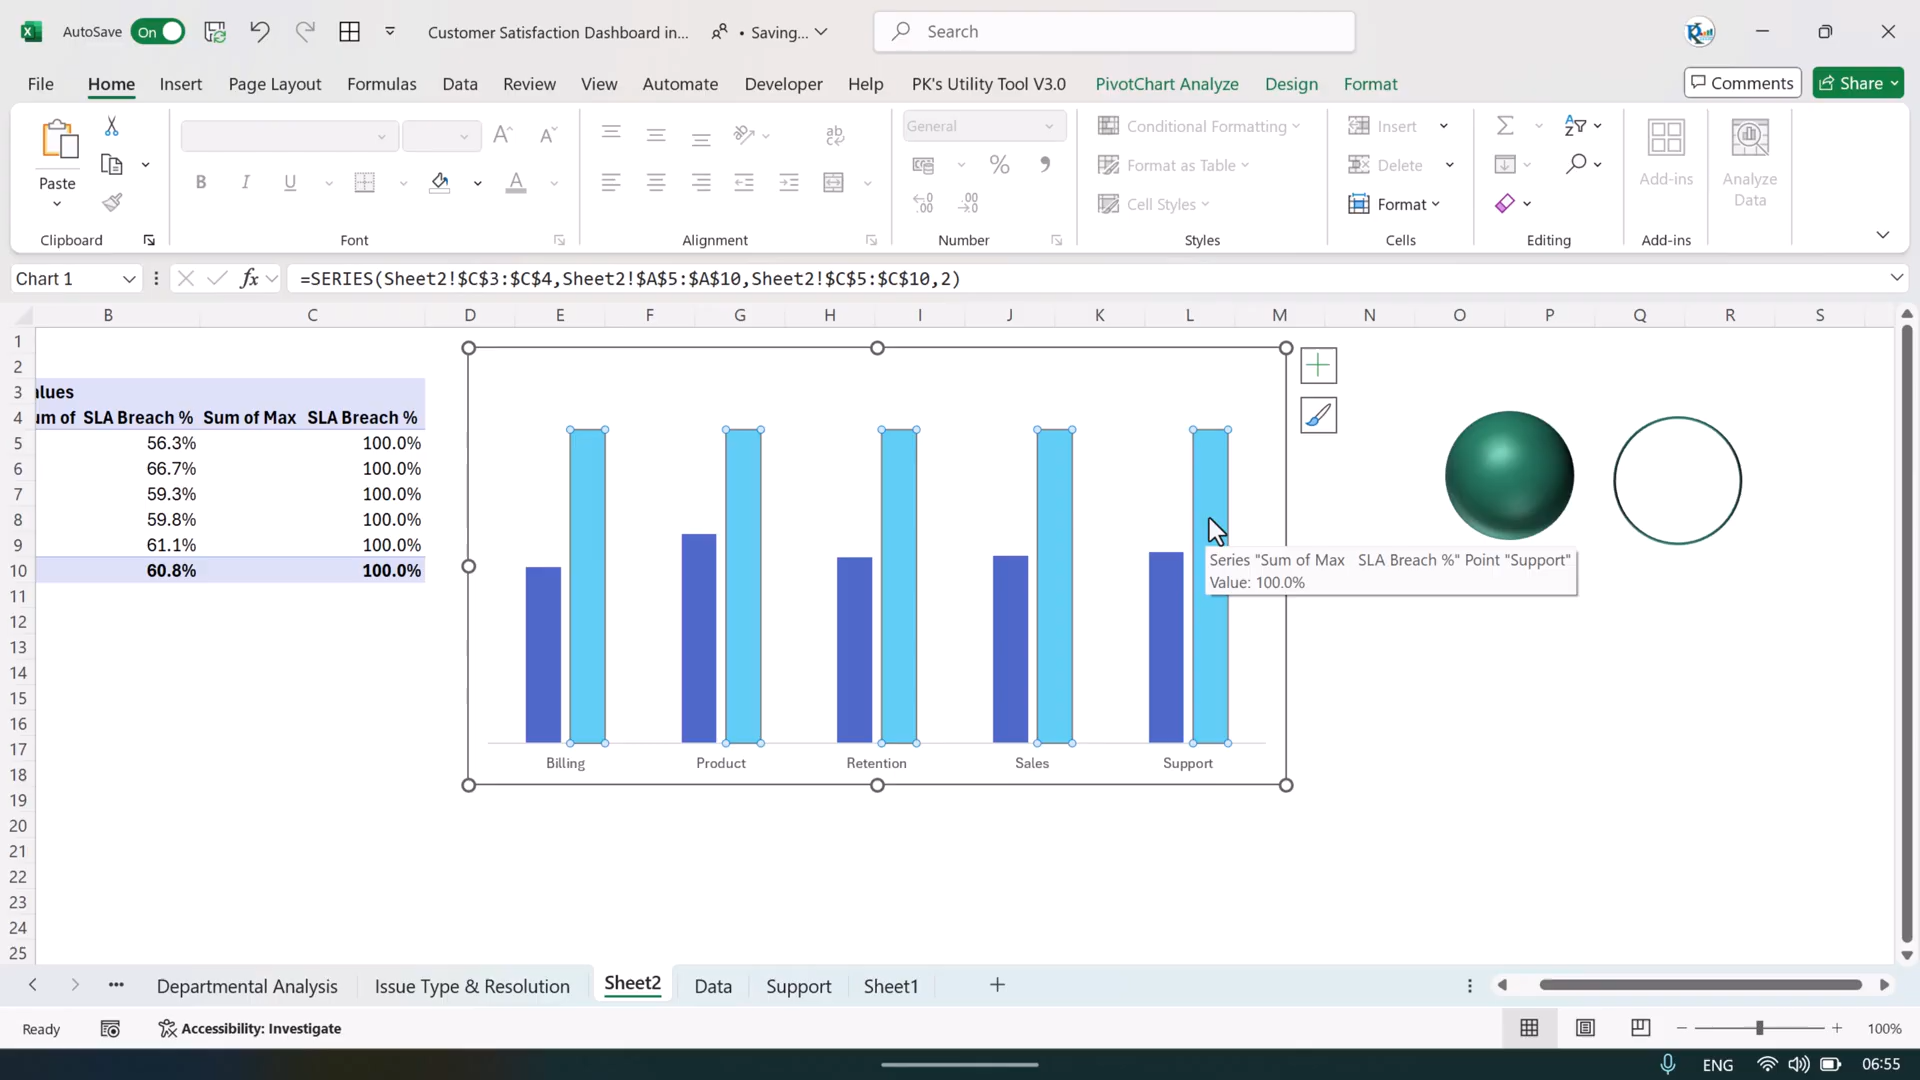 AutoSave On Customer Satisfaction Dashboard in... • Saving... Search
File Home Insert Page Layout Formulas Data Review View Automate Developer Help PK's Utility Tool V3.0 PivotChart Analyze Design Format Comments Share
Paste
General
Conditional Formatting
Format as Table
Cell Styles
Insert
Delete
Format
Add-ins
Analyze
Data
Clipboard Font Alignment Number Styles Cells Editing Add-ins
Chart 1 fx =SERIES(Sheet2!$C$3:$C$4,Sheet2!$A$5:$A$10,Sheet2!$C$5:$C$10,2)
B C D E F G H I J K L M N O P Q R S
1
2
3 alues
4 um of SLA Breach % Sum of Max SLA Breach %
5 56.3% 100.0%
6 66.7% 100.0%
7 59.3% 100.0%
8 59.8% 100.0%
9 61.1% 100.0%
10 60.8% 100.0%
11
12
13
14
15
16
17
18
19
20
21
22
23
24
25
Series "Sum of Max SLA Breach %" Point "Support"
Value: 100.0%
Billing Product Retention Sales Support
Departmental Analysis Issue Type & Resolution Sheet2 Data Support Sheet1
Ready Accessibility: Investigate 100%
ENG 06:55